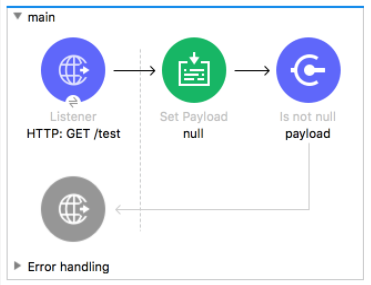 main
Listener
HTTP: GET /test
Set Payload
null
Is not null
payload
Error handling